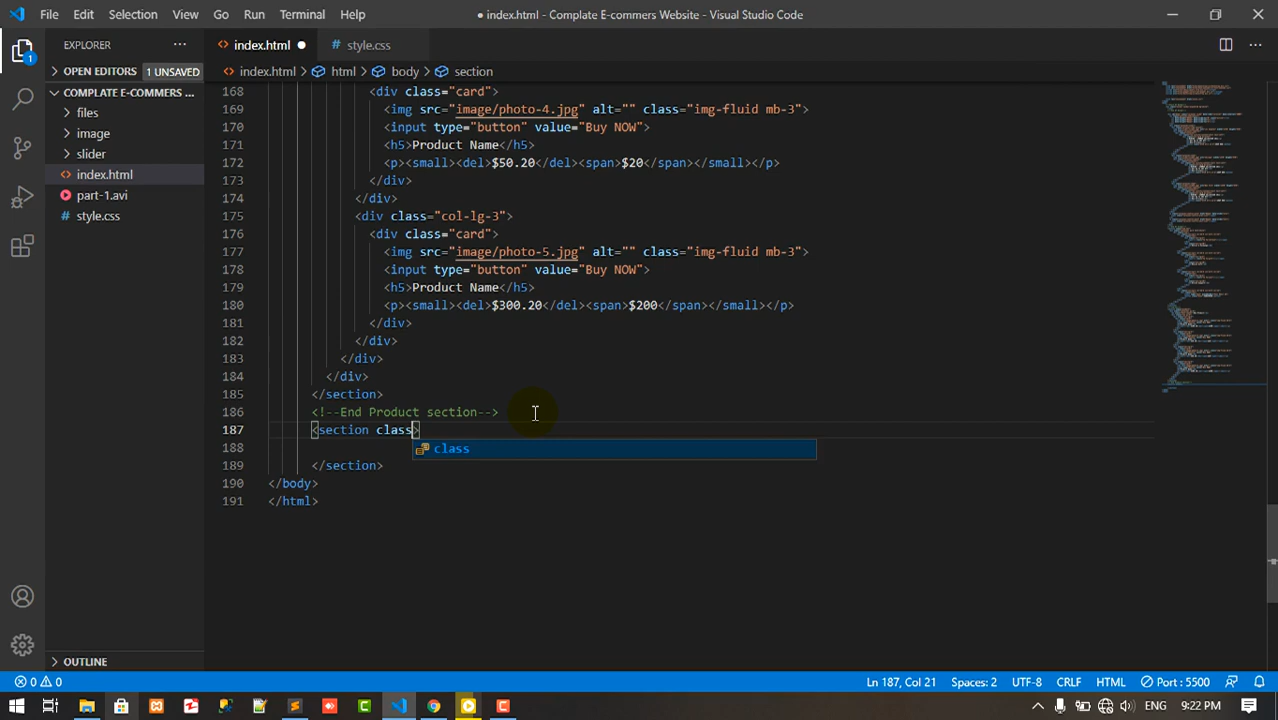 File Edit Selection View Go Run Terminal Help
● index.html - Complate E-commers Website - Visual Studio Code
EXPLORER
index.html ●
style.css
OPEN EDITORS 1 UNSAVED
index.html > html > body > section
COMPLATE E-COMMERS ...
files
image
slider
index.html
part-1.avi
style.css
168 <div class="card">
169 <img src="image/photo-4.jpg" alt="" class="img-fluid mb-3">
170 <input type="button" value="Buy NOW">
171 <h5>Product Name</h5>
172 <p><small><del>$50.20</del><span>$20</span></small></p>
173 </div>
174 </div>
175 <div class="col-lg-3">
176 <div class="card">
177 <img src="image/photo-5.jpg" alt="" class="img-fluid mb-3">
178 <input type="button" value="Buy NOW">
179 <h5>Product Name</h5>
180 <p><small><del>$300.20</del><span>$200</span></small></p>
181 </div>
182 </div>
183 </div>
184 </div>
185 </section>
186 <!--End Product section-->
187 <section class>
class
188
189 </section>
190 </body>
191 </html>
OUTLINE
0 0
Ln 187, Col 21 Spaces: 2 UTF-8 CRLF HTML Port : 5500
9:22 PM